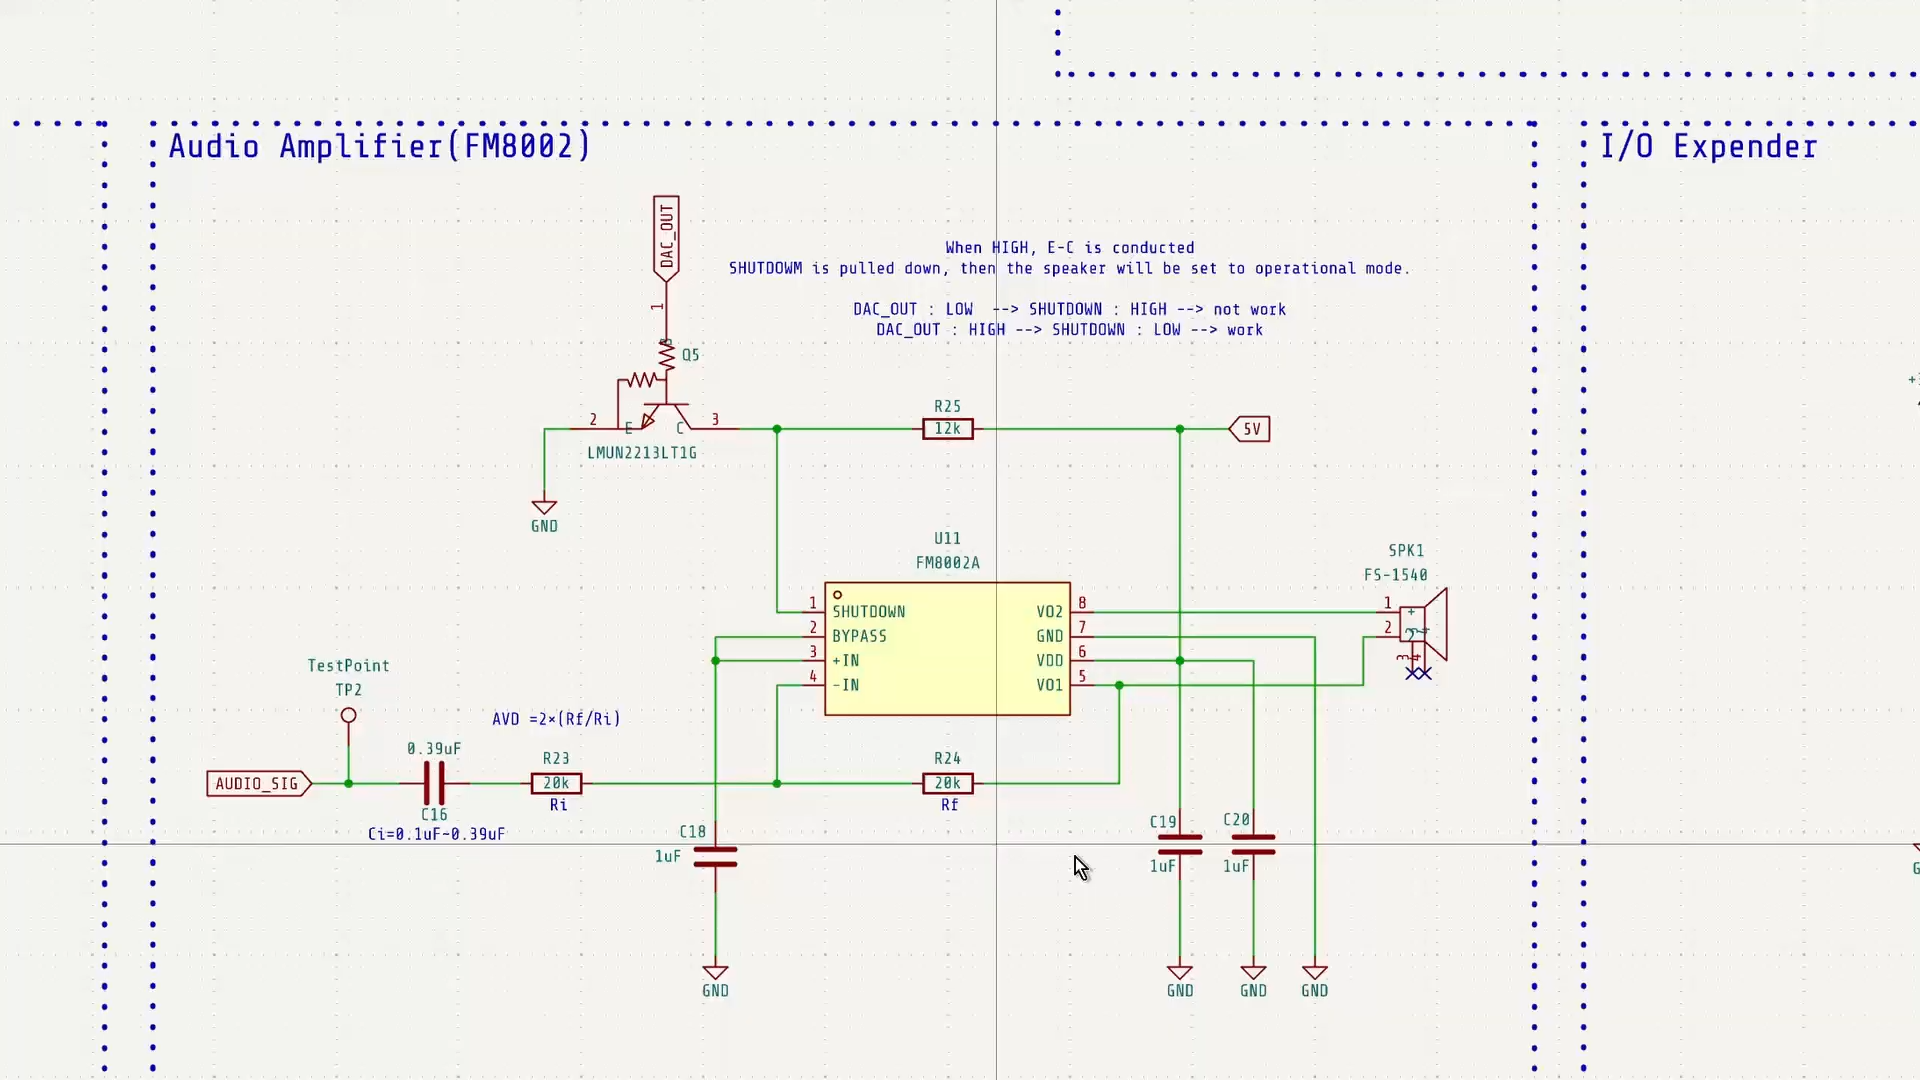 Audio Amplifier(FM8002)
I/O Expender
DAC_OUT
1
When HIGH, E-C is conducted
SHUTDOWM is pulled down, then the speaker will be set to operational mode.
DAC_OUT : LOW --> SHUTDOWN : HIGH --> not work
DAC_OUT : HIGH --> SHUTDOWN : LOW --> work
B
Q5
2
E
C
3
LMUN2213LT1G
GND
R25
12k
5V
U11
FM8002A
1
SHUTDOWN
2
BYPASS
3
+IN
4
-IN
VO2
8
GND
7
VDD
6
VO1
5
SPK1
FS-1540
1
+
2
3
4
TestPoint
TP2
AVD =2×(Rf/Ri)
AUDIO_SIG
0.39uF
C16
Ci=0.1uF-0.39uF
R23
20k
Ri
R24
20k
Rf
C18
1uF
C19
1uF
C20
1uF
GND
GND
GND
GND